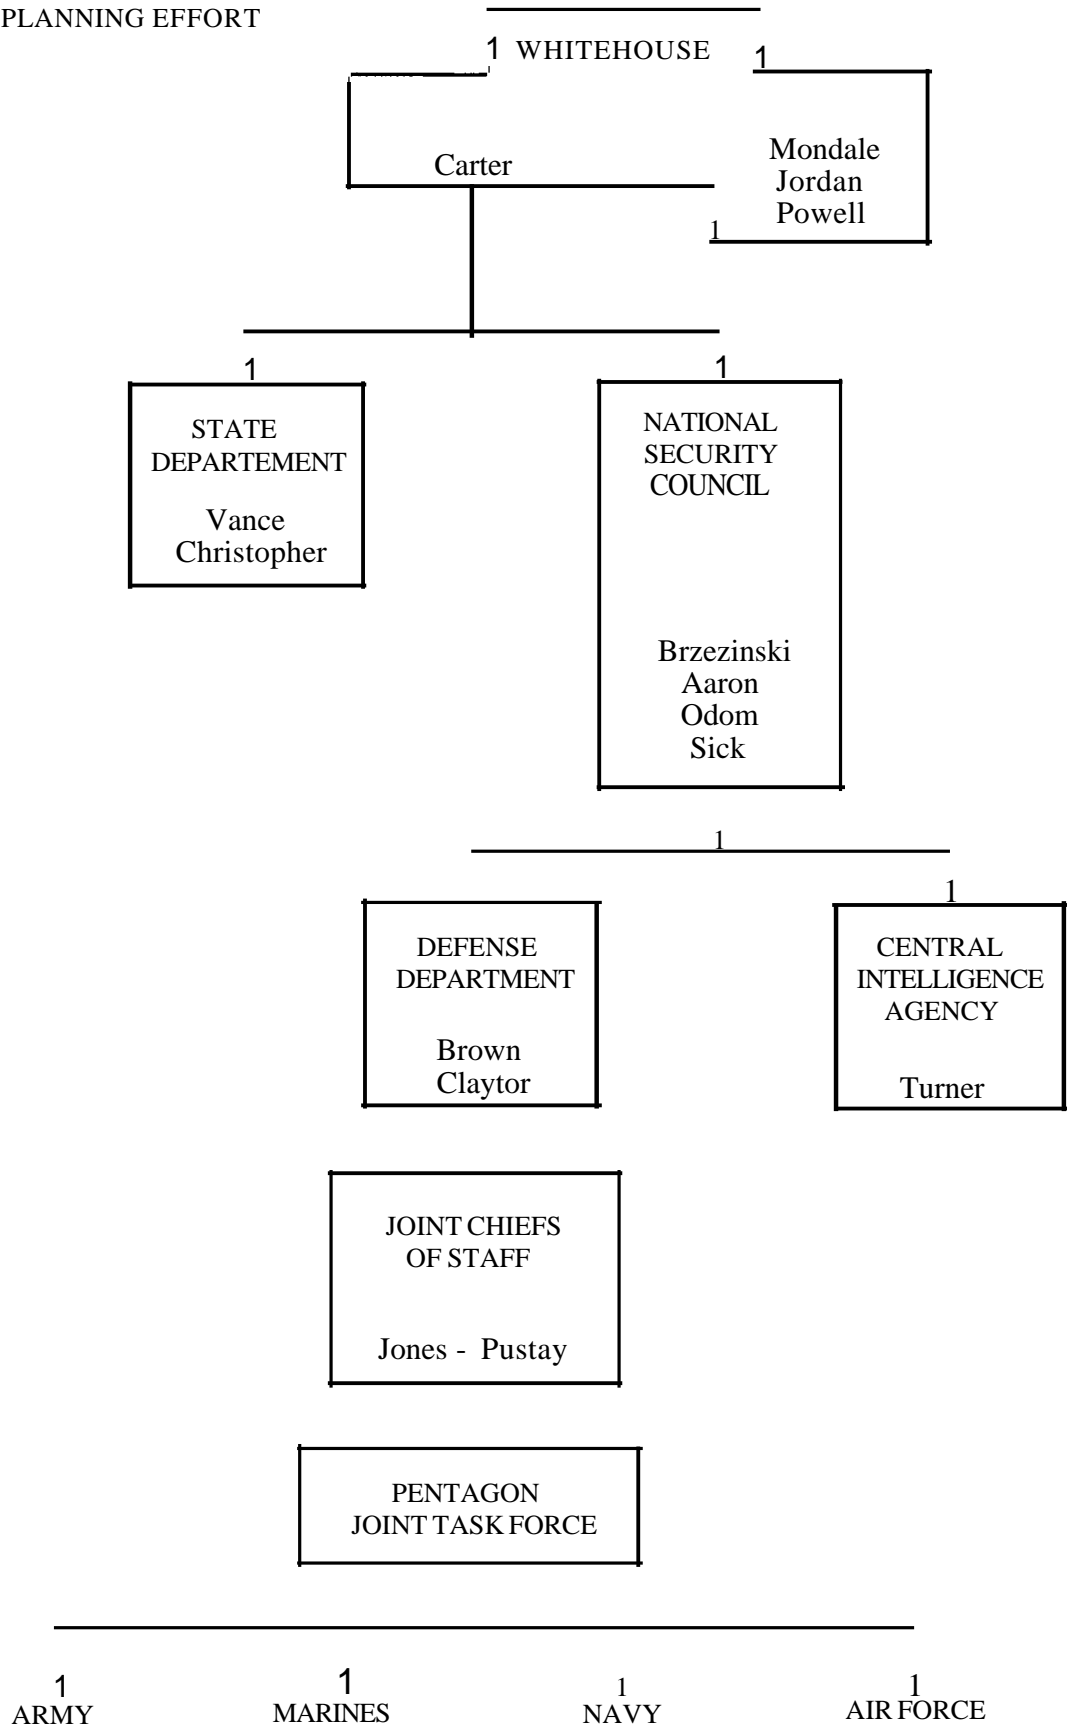 PLANNING EFFORT
1 WHITEHOUSE 1
Carter
Mondale
Jordan
Powell
1
1
STATE
DEPARTEMENT
Vance
Christopher
1
NATIONAL
SECURITY
COUNCIL
Brzezinski
Aaron
Odom
Sick
1
DEFENSE
DEPARTMENT
Brown
Claytor
1
CENTRAL
INTELLIGENCE
AGENCY
Turner
JOINT CHIEFS
OF STAFF
Jones - Pustay
PENTAGON
JOINT TASK FORCE
1
ARMY
1
MARINES
1
NAVY
1
AIR FORCE